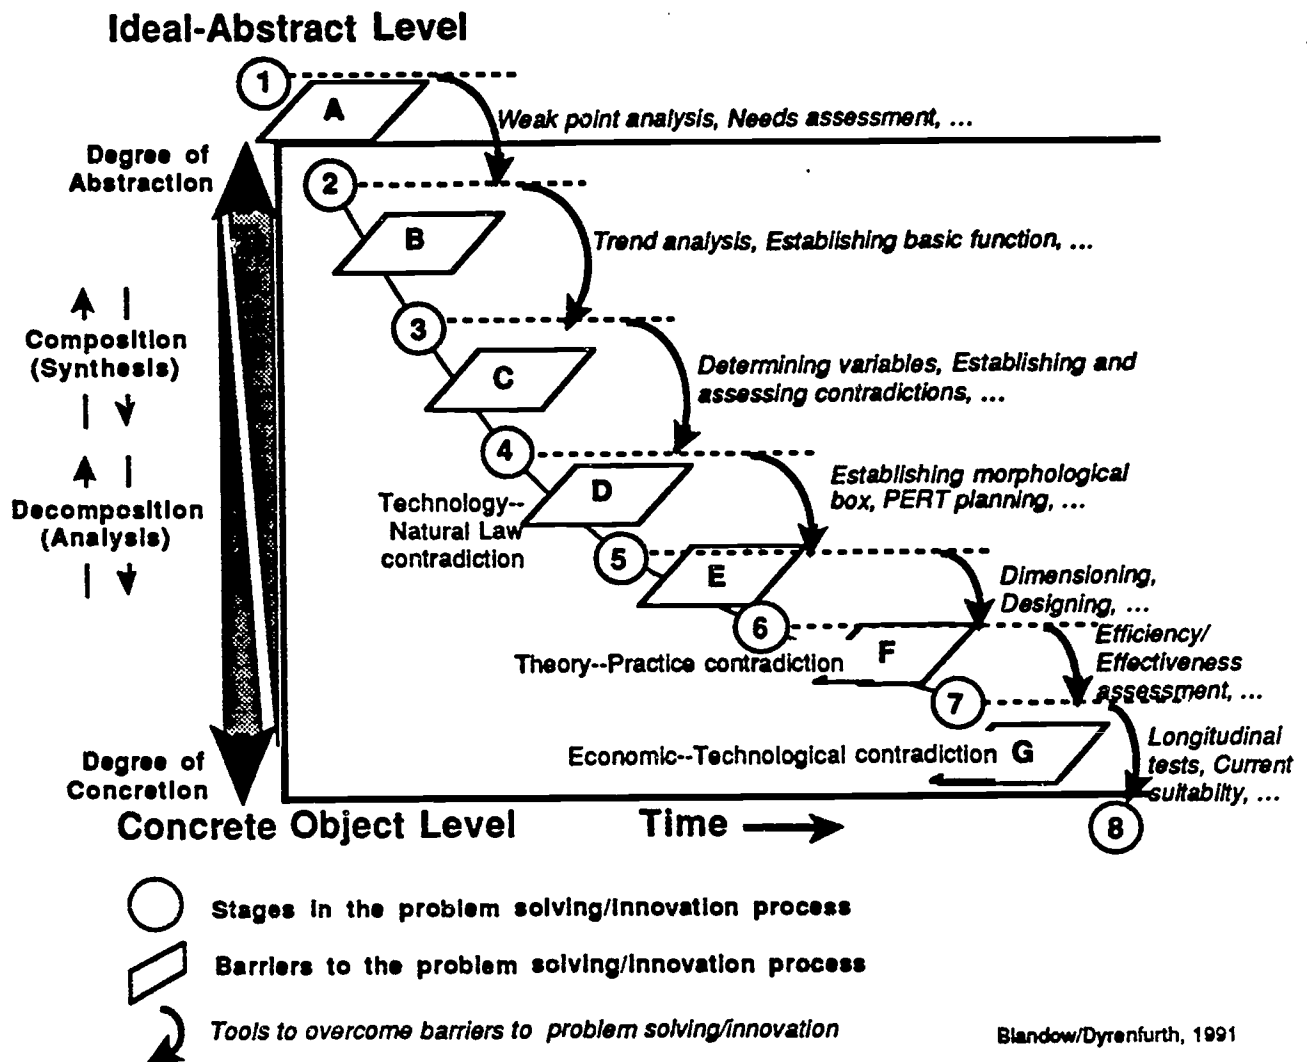 Ideal-Abstract Level
1
A
Weak point analysis, Needs assessment, ...
Degree of
Abstraction
2
B
Trend analysis, Establishing basic function, ...
3
Composition
(Synthesis)
C
Determining variables, Establishing and
assessing contradictions, ...
4
D
Establishing morphological
box, PERT planning, ...
Decomposition
(Analysis)
Technology--
Natural Law
contradiction
5
E
Dimensioning,
Designing, ...
6
Theory--Practice contradiction
F
Efficiency/
Effectiveness
assessment, ...
7
Economic--Technological contradiction
G
Longitudinal
tests, Current
suitabilty, ...
Degree of
Concretion
Concrete Object Level
Time
8
Stages in the problem solving/innovation process
Barriers to the problem solving/innovation process
Tools to overcome barriers to problem solving/innovation
Blandow/Dyrenfurth, 1991